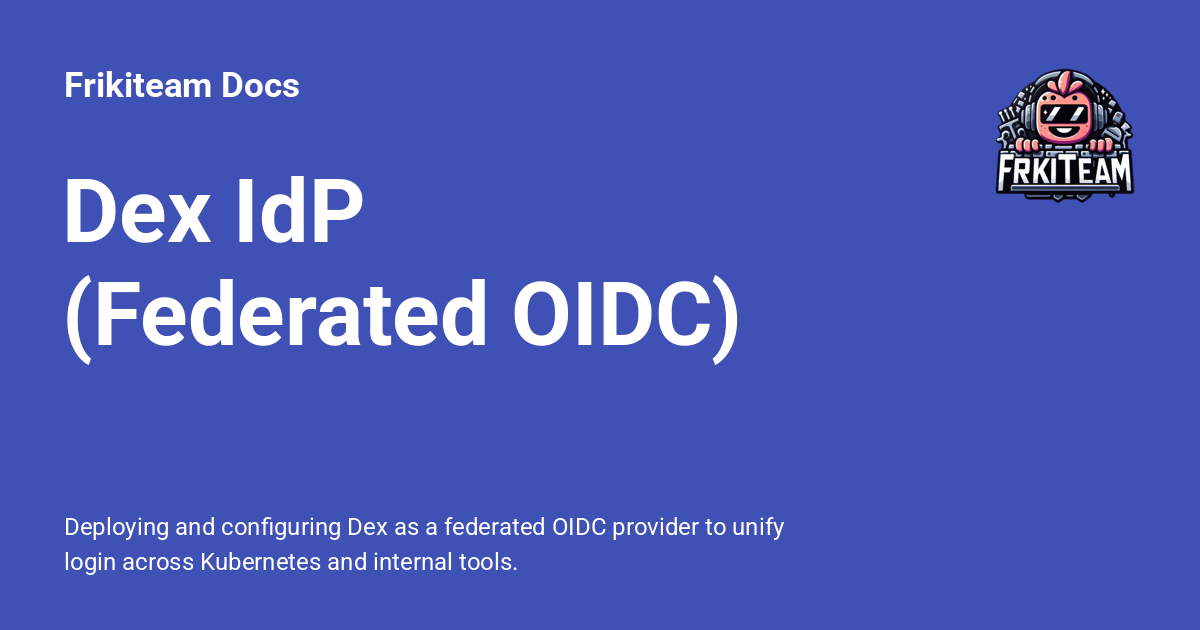 Frikiteam Docs
FRKITEAM
Dex IdP
(Federated OIDC)
Deploying and configuring Dex as a federated OIDC provider to unify
login across Kubernetes and internal tools.